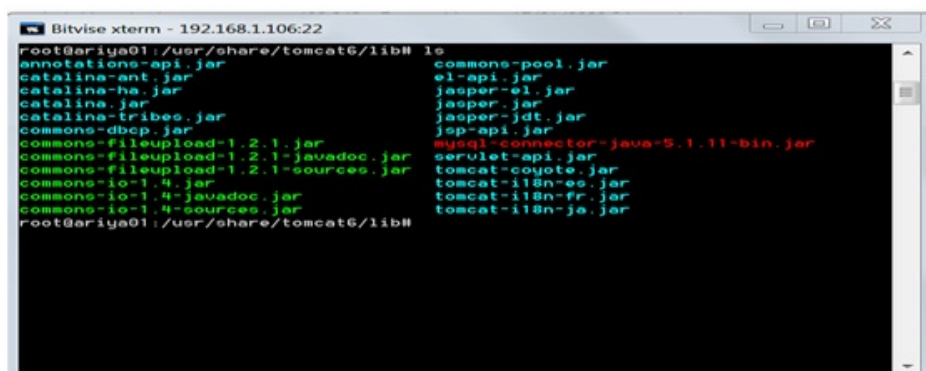 Bitvise xterm - 192.168.1.106:22
root@ariya01:/usr/share/tomcat6/lib# ls
annotations-api.jar commons-pool.jar
catalina-ant.jar el-api.jar
catalina-ha.jar jasper-el.jar
catalina.jar jasper.jar
catalina-tribes.jar jasper-jdt.jar
commons-dbcp.jar jsp-api.jar
commons-fileupload-1.2.1.jar mysql-connector-java-5.1.11-bin.jar
commons-fileupload-1.2.1-javadoc.jar servlet-api.jar
commons-fileupload-1.2.1-sources.jar tomcat-coyote.jar
commons-io-1.4.jar tomcat-i18n-es.jar
commons-io-1.4-javadoc.jar tomcat-i18n-fr.jar
commons-io-1.4-sources.jar tomcat-i18n-ja.jar
root@ariya01:/usr/share/tomcat6/lib#